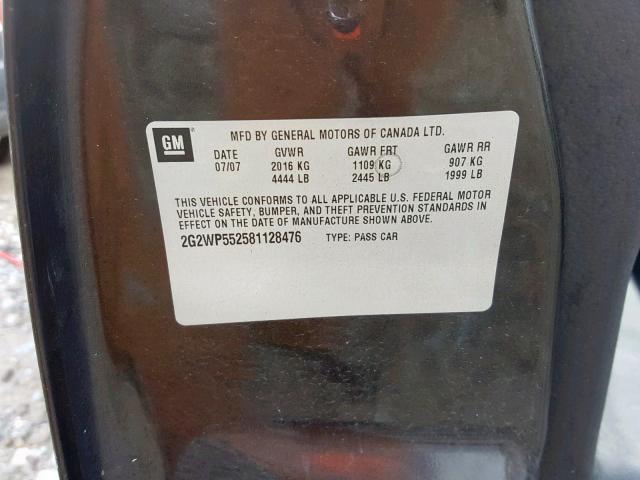 GM
MFD BY GENERAL MOTORS OF CANADA LTD.
DATE GVWR GAWR FRT GAWR RR
07/07 2016 KG 1109 KG 907 KG
4444 LB 2445 LB 1999 LB
THIS VEHICLE CONFORMS TO ALL APPLICABLE U.S. FEDERAL MOTOR
VEHICLE SAFETY, BUMPER, AND THEFT PREVENTION STANDARDS IN
EFFECT ON THE DATE OF MANUFACTURE SHOWN ABOVE.
2G2WP552581128476 TYPE: PASS CAR